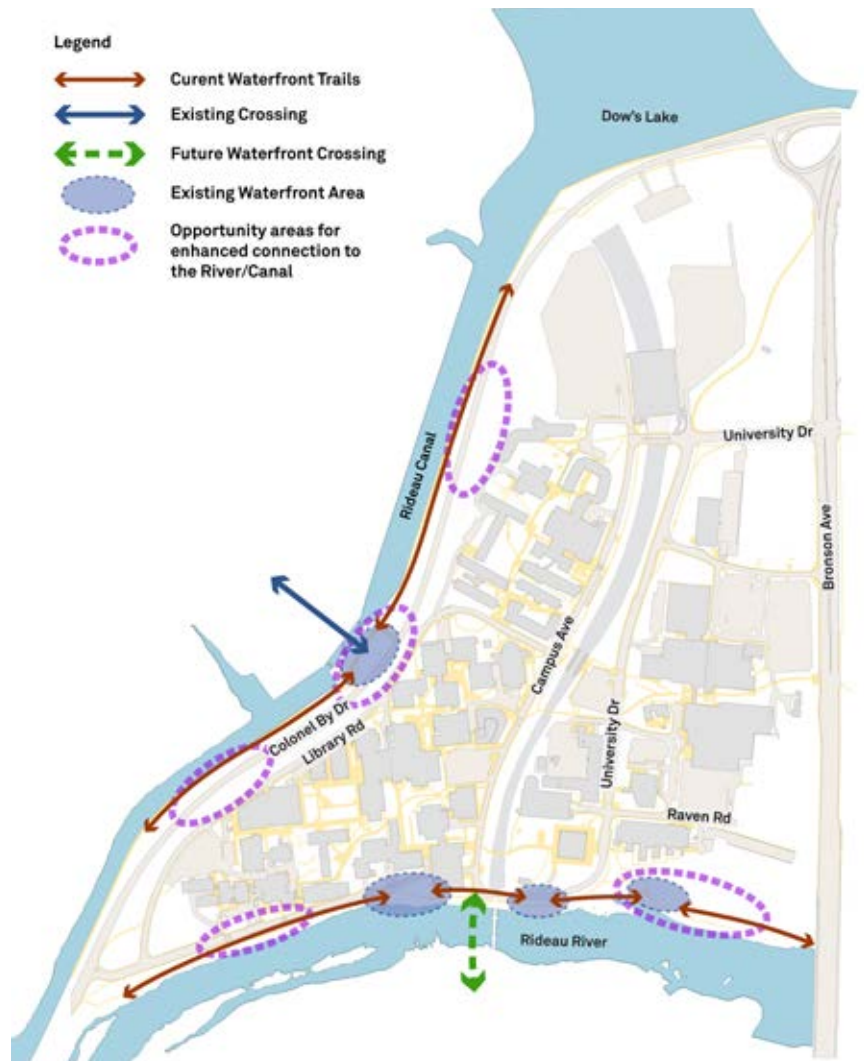 Legend
Curent Waterfront Trails
Existing Crossing
Future Waterfront Crossing
Existing Waterfront Area
Opportunity areas for
enhanced connection to
the River/Canal
Dow's Lake
University Dr
Rideau Canal
Bronson Ave
Campus Ave
Colonel By Dr
Library Rd
University Dr
Raven Rd
Rideau River